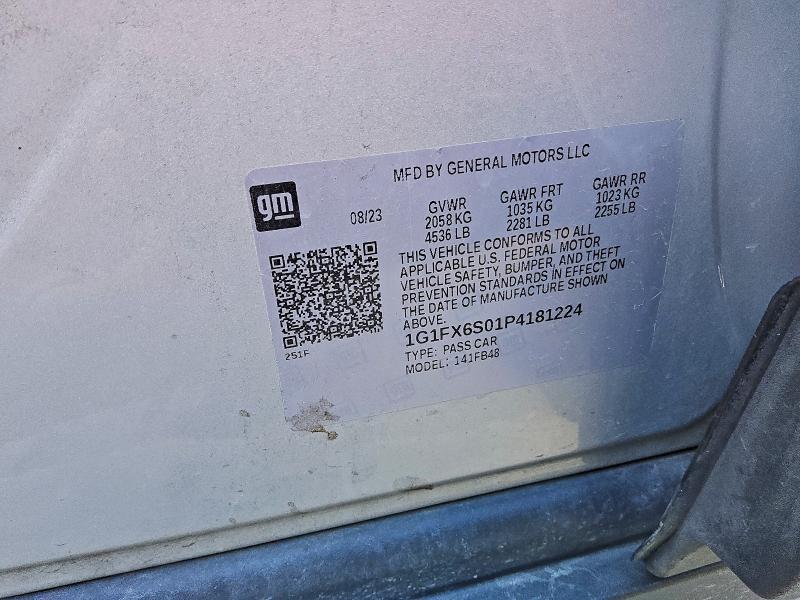 MFD BY GENERAL MOTORS LLC
gm
08/23
GVWR
2058 KG
4536 LB
GAWR FRT
1035 KG
2281 LB
GAWR RR
1023 KG
2255 LB
THIS VEHICLE CONFORMS TO ALL
APPLICABLE U.S. FEDERAL MOTOR
VEHICLE SAFETY, BUMPER, AND THEFT
PREVENTION STANDARDS IN EFFECT ON
THE DATE OF MANUFACTURE SHOWN
ABOVE.
1G1FX6S01P4181224
TYPE: PASS CAR
MODEL: 141FB48
251F